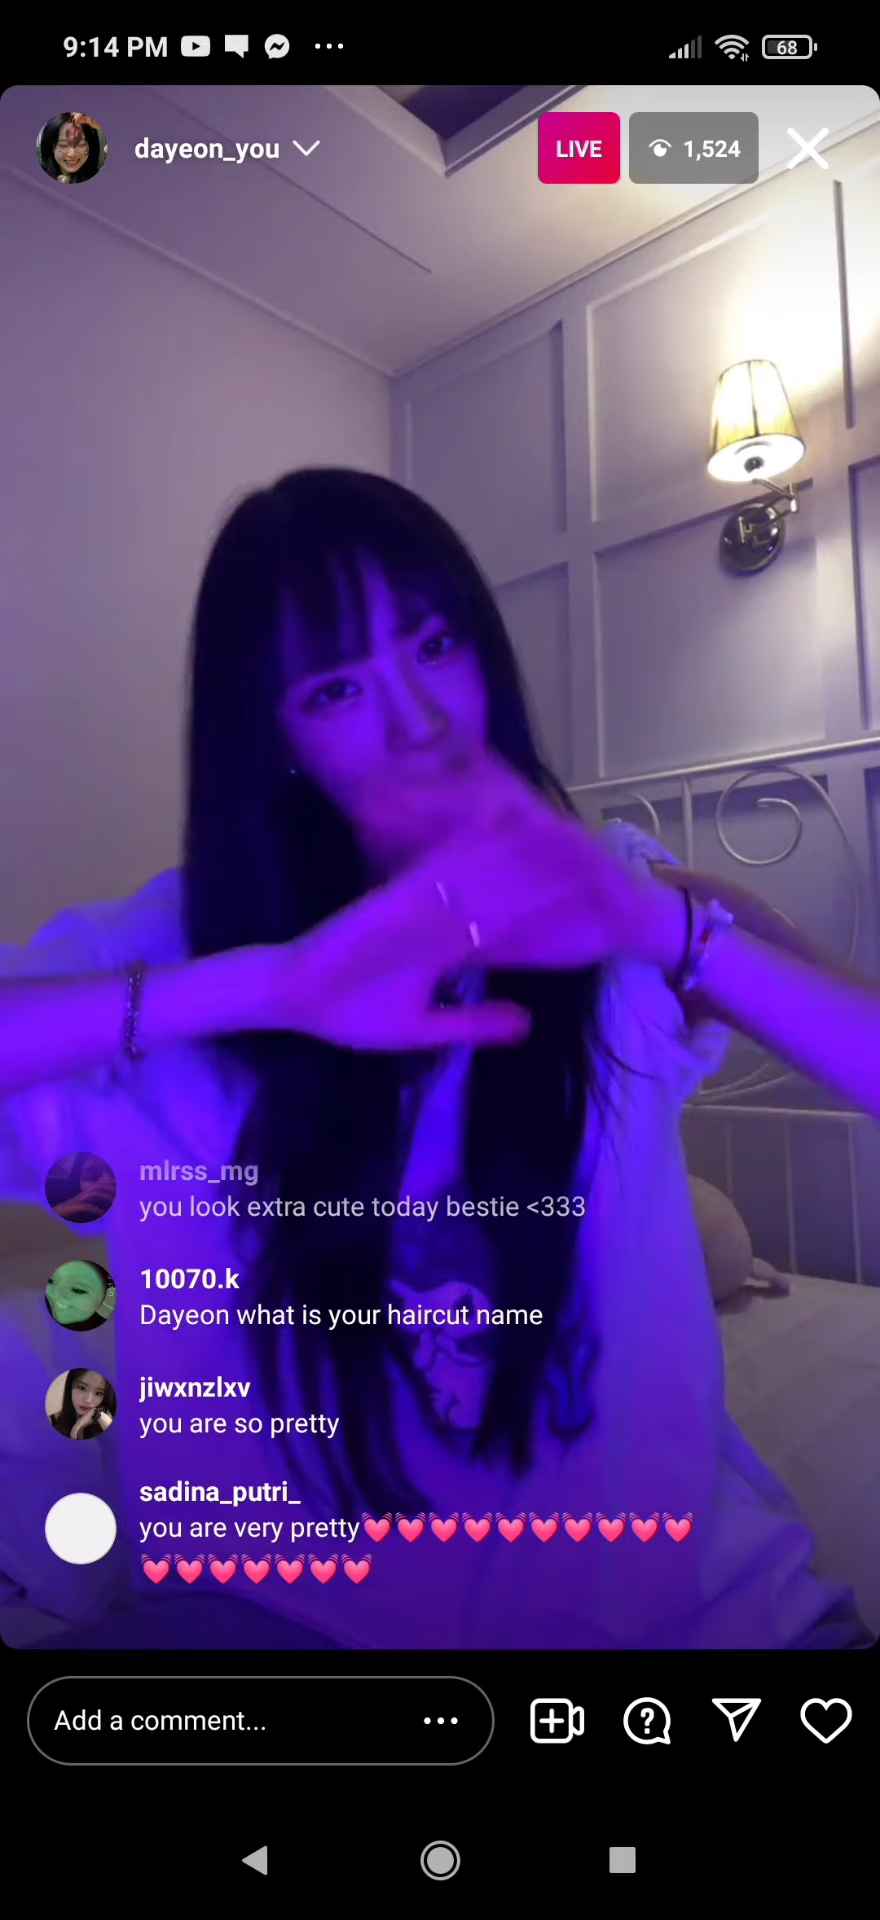 9:14 PM
68
dayeon_you
LIVE
1,524
mlrss_mg
you look extra cute today bestie <333
10070.k
Dayeon what is your haircut name
jiwxnzlxv
you are so pretty
sadina_putri_
you are very pretty💓💓💓💓💓💓💓💓💓💓
💓💓💓💓💓💓💓
Add a comment...